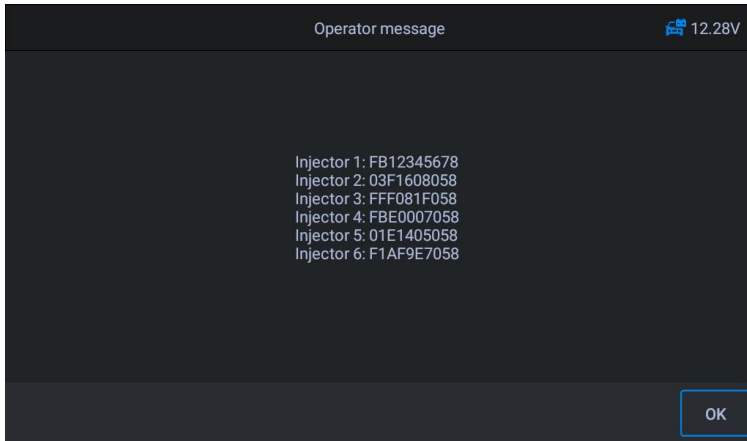 Operator message
12.28V
Injector 1: FB12345678
Injector 2: 03F1608058
Injector 3: FFF081F058
Injector 4: FBE0007058
Injector 5: 01E1405058
Injector 6: F1AF9E7058
OK